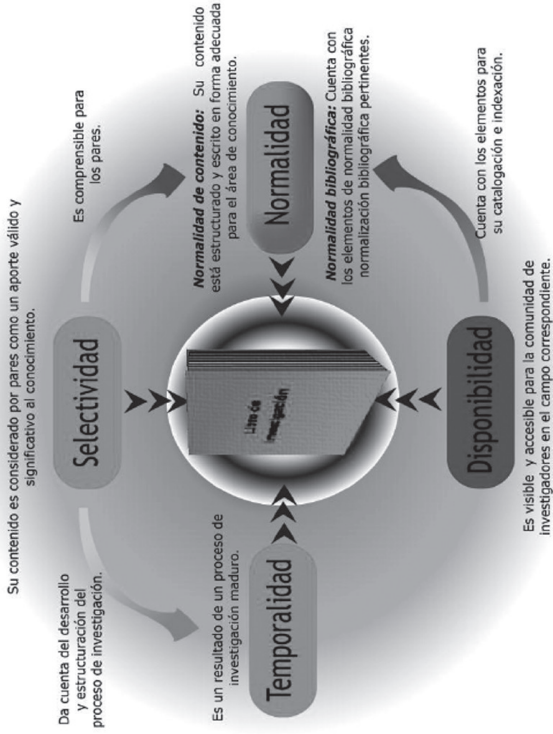 Su contenido es considerado por pares como un aporte válido y
significativo al conocimiento.
Da cuenta del desarrollo
y estructuración del
proceso de investigación.
Selectividad
Es comprensible para
los pares.
Es un resultado de un proceso de
investigación maduro.
Temporalidad
Normalidad de contenido: Su contenido
está estructurado y escrito en forma adecuada
para el área de conocimiento.
Normalidad
Normalidad bibliográfica: Cuenta con
los elementos de normalidad bibliográfica
normalización bibliográfica pertinentes.
Disponibilidad
Cuenta con los elementos para
su catalogación e indexación.
Es visible y accesible para la comunidad de
investigadores en el campo correspondiente.